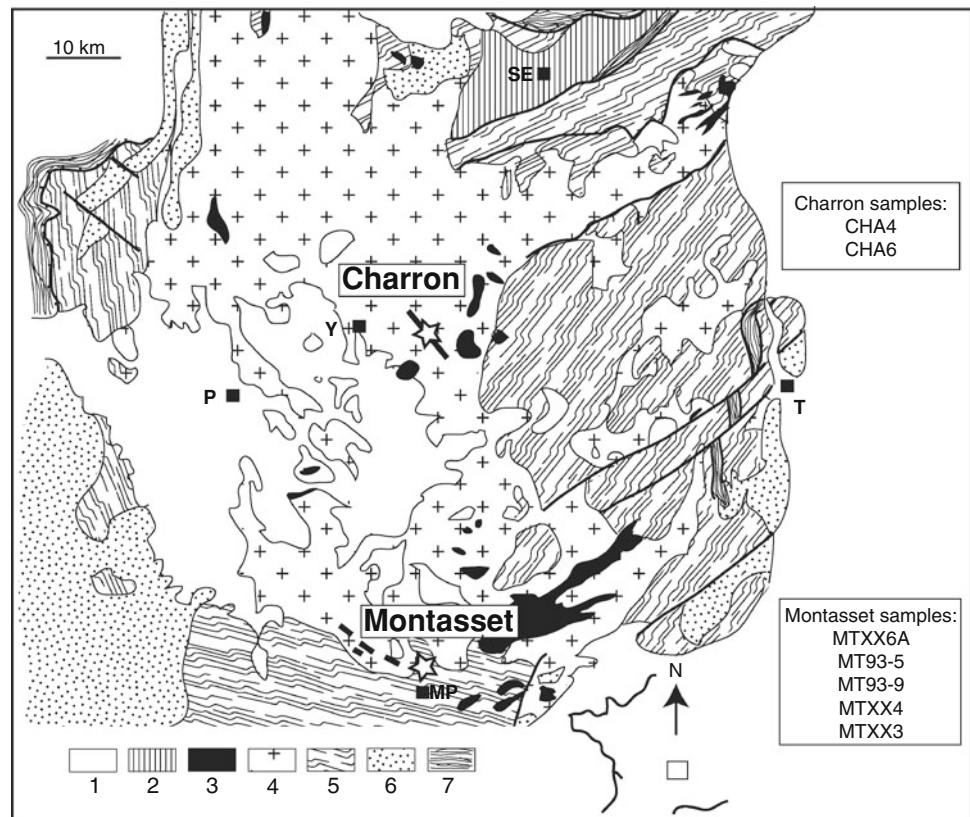 10 km
SE
Charron samples:
CHA4
CHA6
Charron
Y
P
T
Montasset
Montasset samples:
MTXX6A
MT93-5
MT93-9
MTXX4
MTXX3
MP
N
1 2 3 4 5 6 7